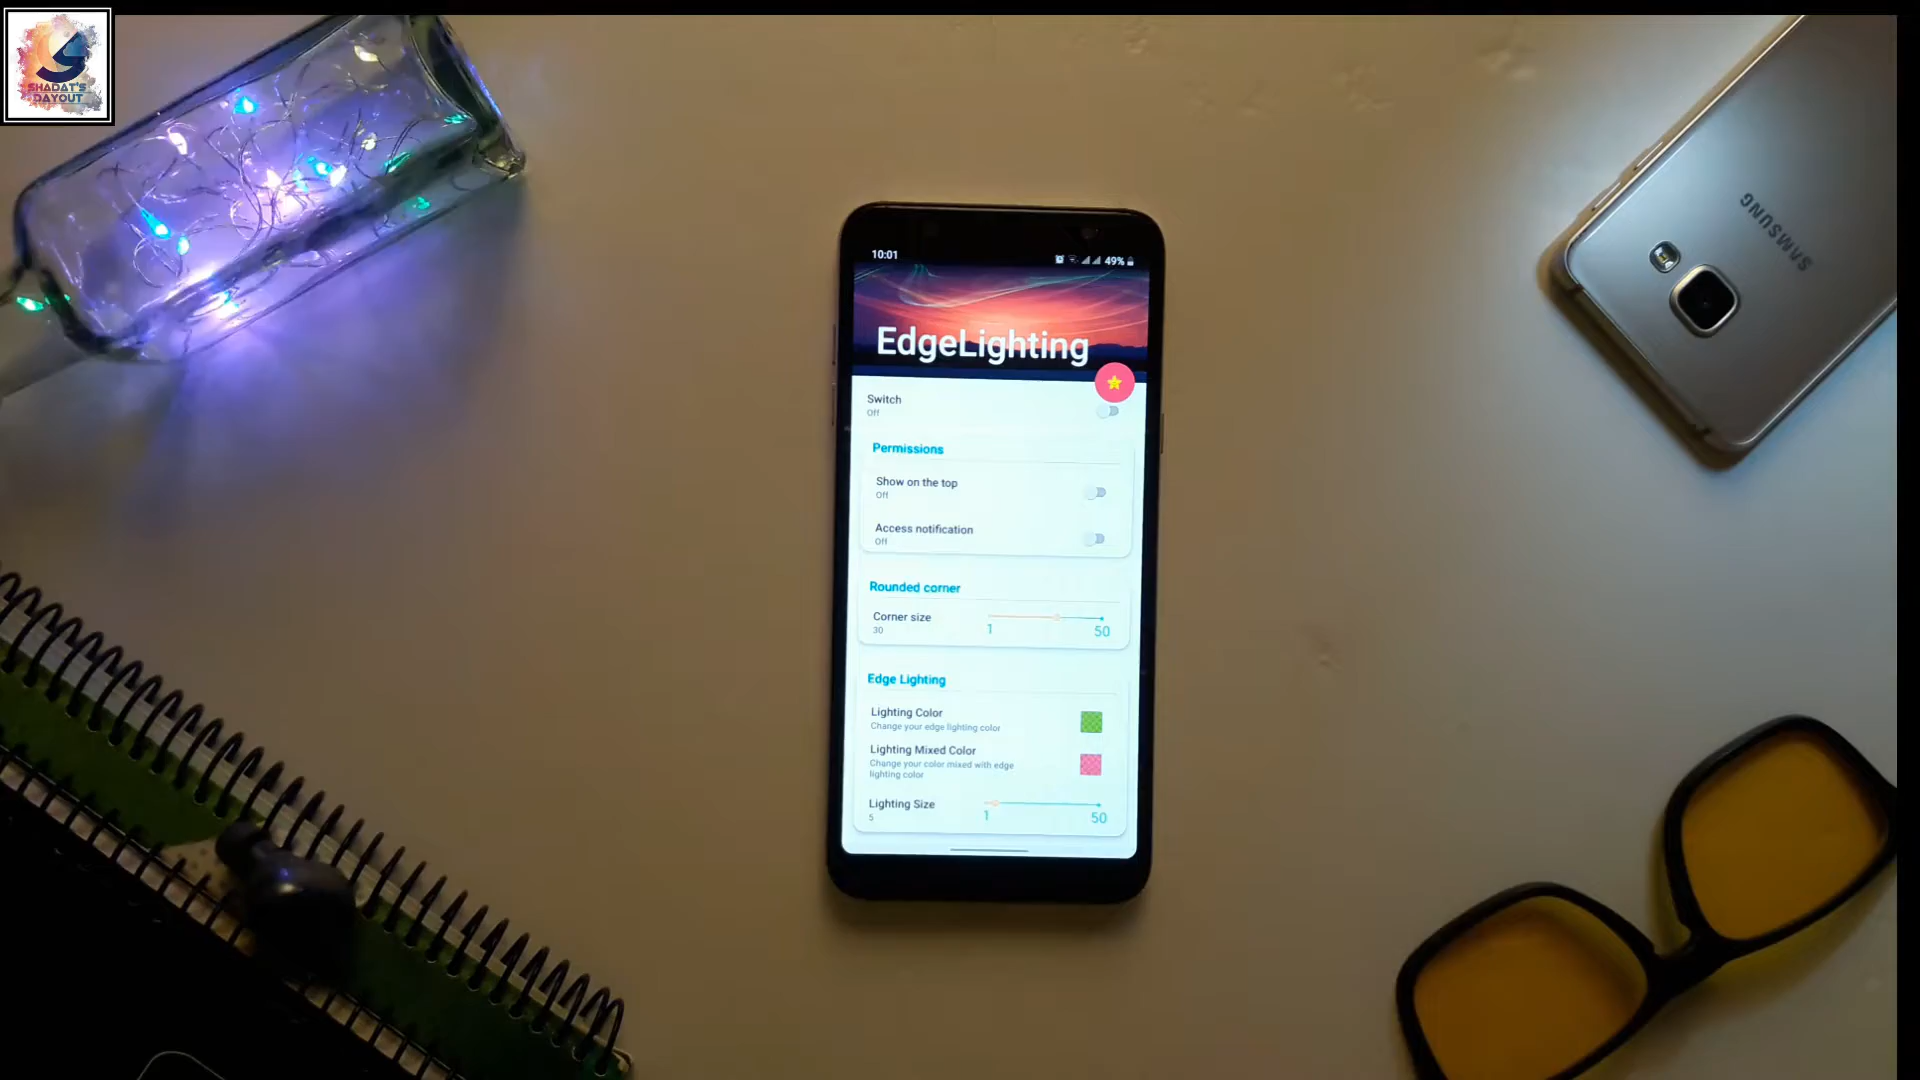 SHADAT'S
DAYOUT
SAMSUNG
10:01
49%
EdgeLighting
Switch
Off
Permissions
Show on the top
Off
Access notification
Off
Rounded corner
Corner size
30
1
50
Edge Lighting
Lighting Color
Change your edge lighting color
Lighting Mixed Color
Change your color mixed with edge
lighting color
Lighting Size
5
1
50